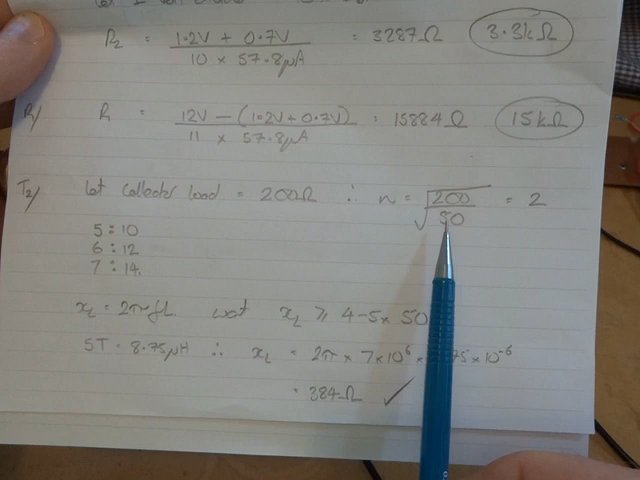 R2 = 1.2V + 0.7V / 10 x 57.8µA = 3287Ω 3.3kΩ
R1/ R1 = 12V - (1.2V + 0.7V) / 11 x 57.8µA = 15884Ω 15kΩ
T2/ Let Collector load = 200Ω ∴ n = √200/50 = 2
5 : 10
6 : 12
7 : 14.
xL = 2πfL want xL ≥ 4-5 x 50
5T = 8.75µH ∴ xL = 2π x 7 x 10⁶ x 75 x 10⁻⁶
= 384Ω ✓